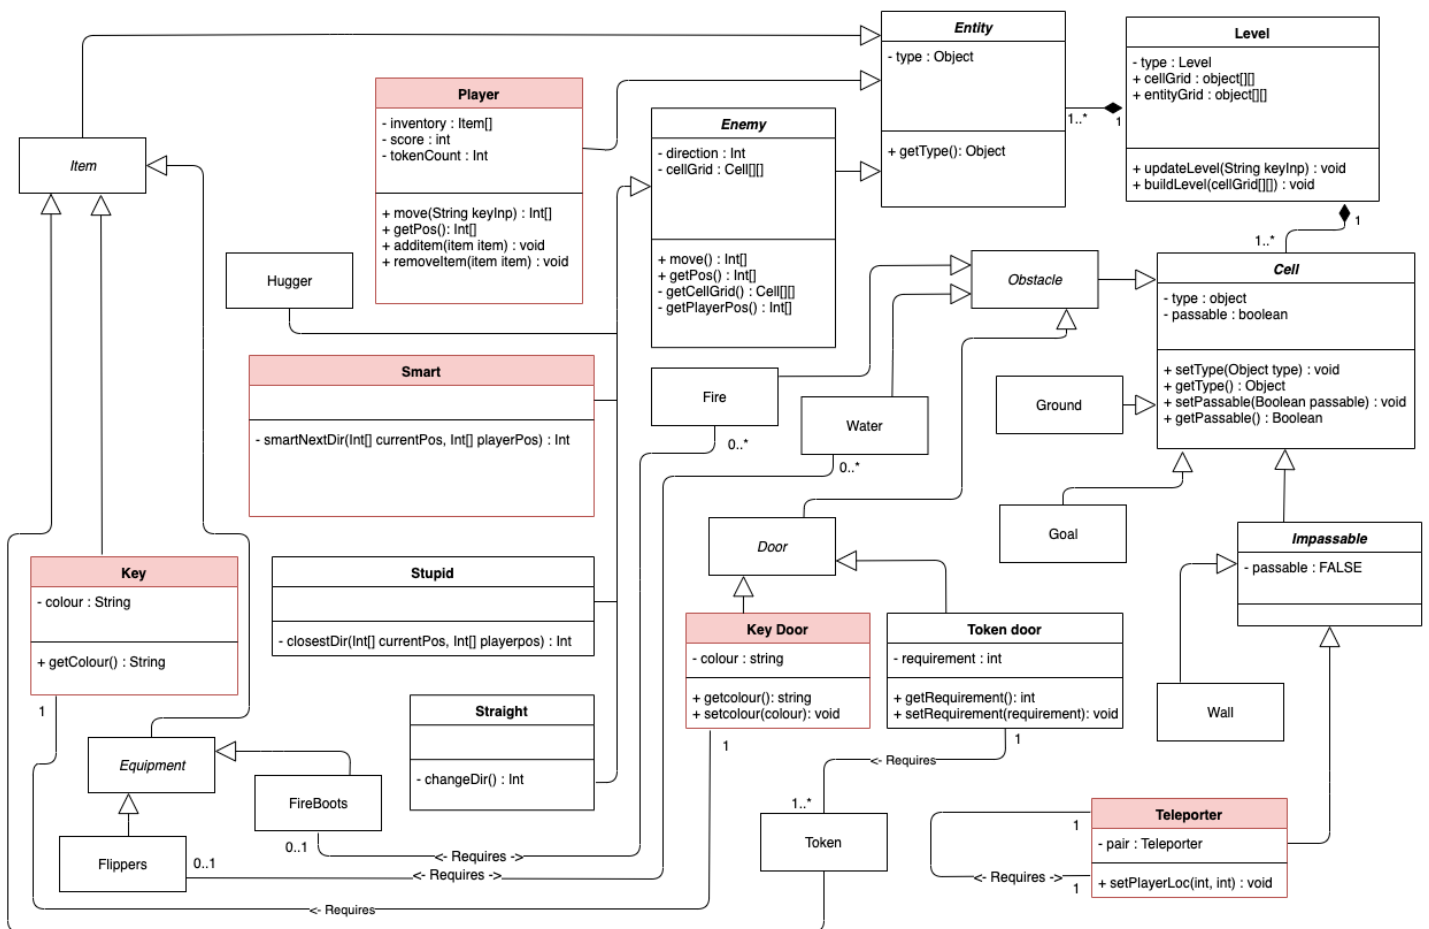 Entity
- type : Object
+ getType(): Object
Level
- type : Level
+ cellGrid : object[][]
+ entityGrid : object[][]
+ updateLevel(String keyInp) : void
+ buildLevel(cellGrid[][]) : void
1..*
1
1
1..*
Player
- inventory : Item[]
- score : int
- tokenCount : Int
+ move(String keyInp) : Int[]
+ getPos(): Int[]
+ additem(item item) : void
+ removeItem(item item) : void
Enemy
- direction : Int
- cellGrid : Cell[][]
+ move() : Int[]
+ getPos() : Int[]
- getCellGrid() : Cell[][]
- getPlayerPos() : Int[]
Item
Hugger
Obstacle
Cell
- type : object
- passable : boolean
+ setType(Object type) : void
+ getType() : Object
+ setPassable(Boolean passable) : void
+ getPassable() : Boolean
Smart
- smartNextDir(Int[] currentPos, Int[] playerPos) : Int
Fire
0..*
Water
0..*
Ground
Goal
Door
Impassable
- passable : FALSE
Key
- colour : String
+ getColour() : String
1
Stupid
- closestDir(Int[] currentPos, Int[] playerpos) : Int
Key Door
- colour : string
+ getcolour(): string
+ setcolour(colour): void
1
Token door
- requirement : int
+ getRequirement(): int
+ setRequirement(requirement): void
1
Wall
Straight
- changeDir() : Int
Equipment
FireBoots
0..1
Flippers
0..1
<- Requires
1..*
Token
<- Requires ->
<- Requires ->
<- Requires
Teleporter
- pair : Teleporter
+ setPlayerLoc(int, int) : void
1
<- Requires ->
1